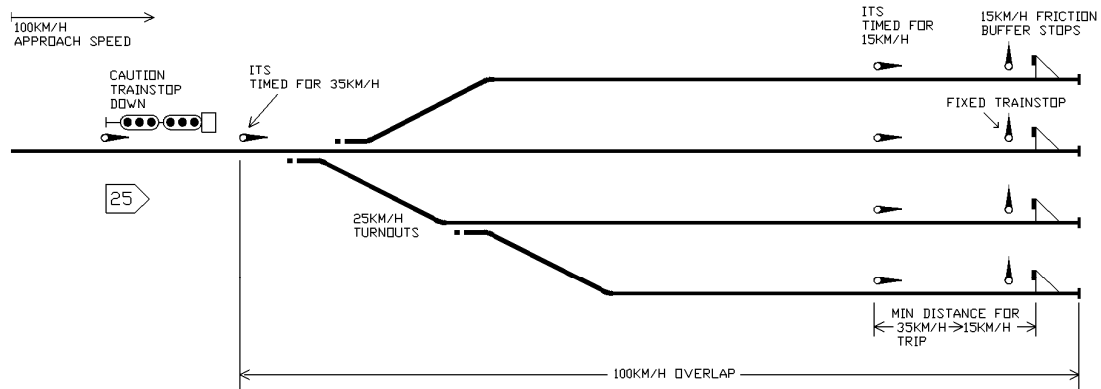 100KM/H
APPROACH SPEED
CAUTION
TRAINSTOP
DOWN
ITS
TIMED FOR 35KM/H
ITS
TIMED FOR
15KM/H
15KM/H FRICTION
BUFFER STOPS
FIXED TRAINSTOP
25
25KM/H
TURNOUTS
MIN DISTANCE FOR
35KM/H 15KM/H
TRIP
100KM/H OVERLAP